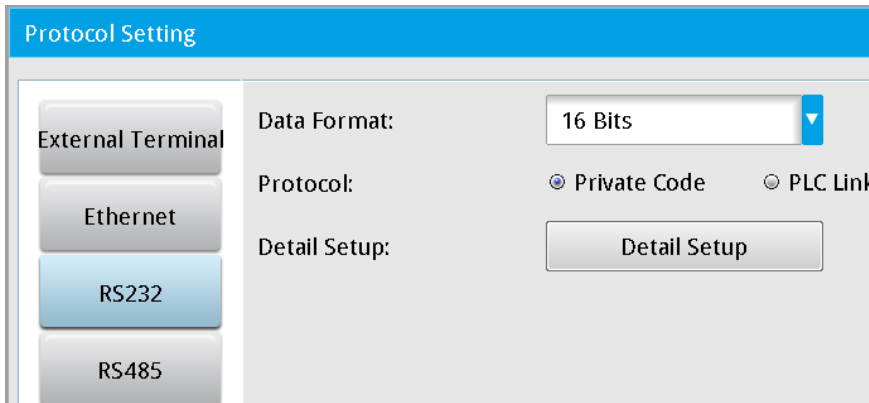 Protocol Setting
External Terminal
Ethernet
RS232
RS485
Data Format:
16 Bits
Protocol:
Private Code
PLC Link
Detail Setup:
Detail Setup